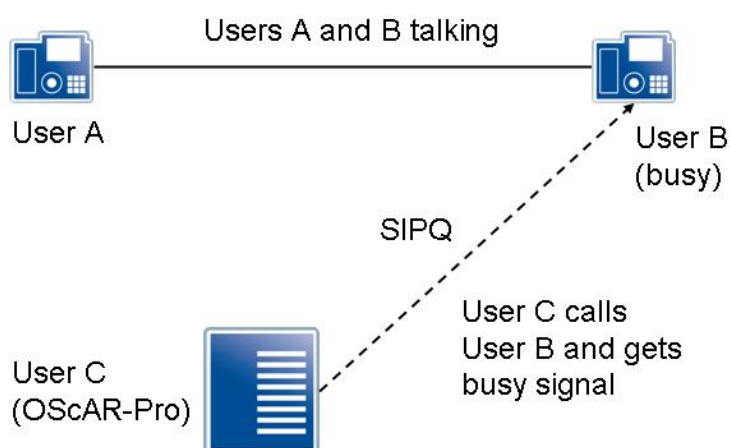 Users A and B talking
User A
User B
(busy)
SIPQ
User C calls
User B and gets
busy signal
User C
(OScAR-Pro)